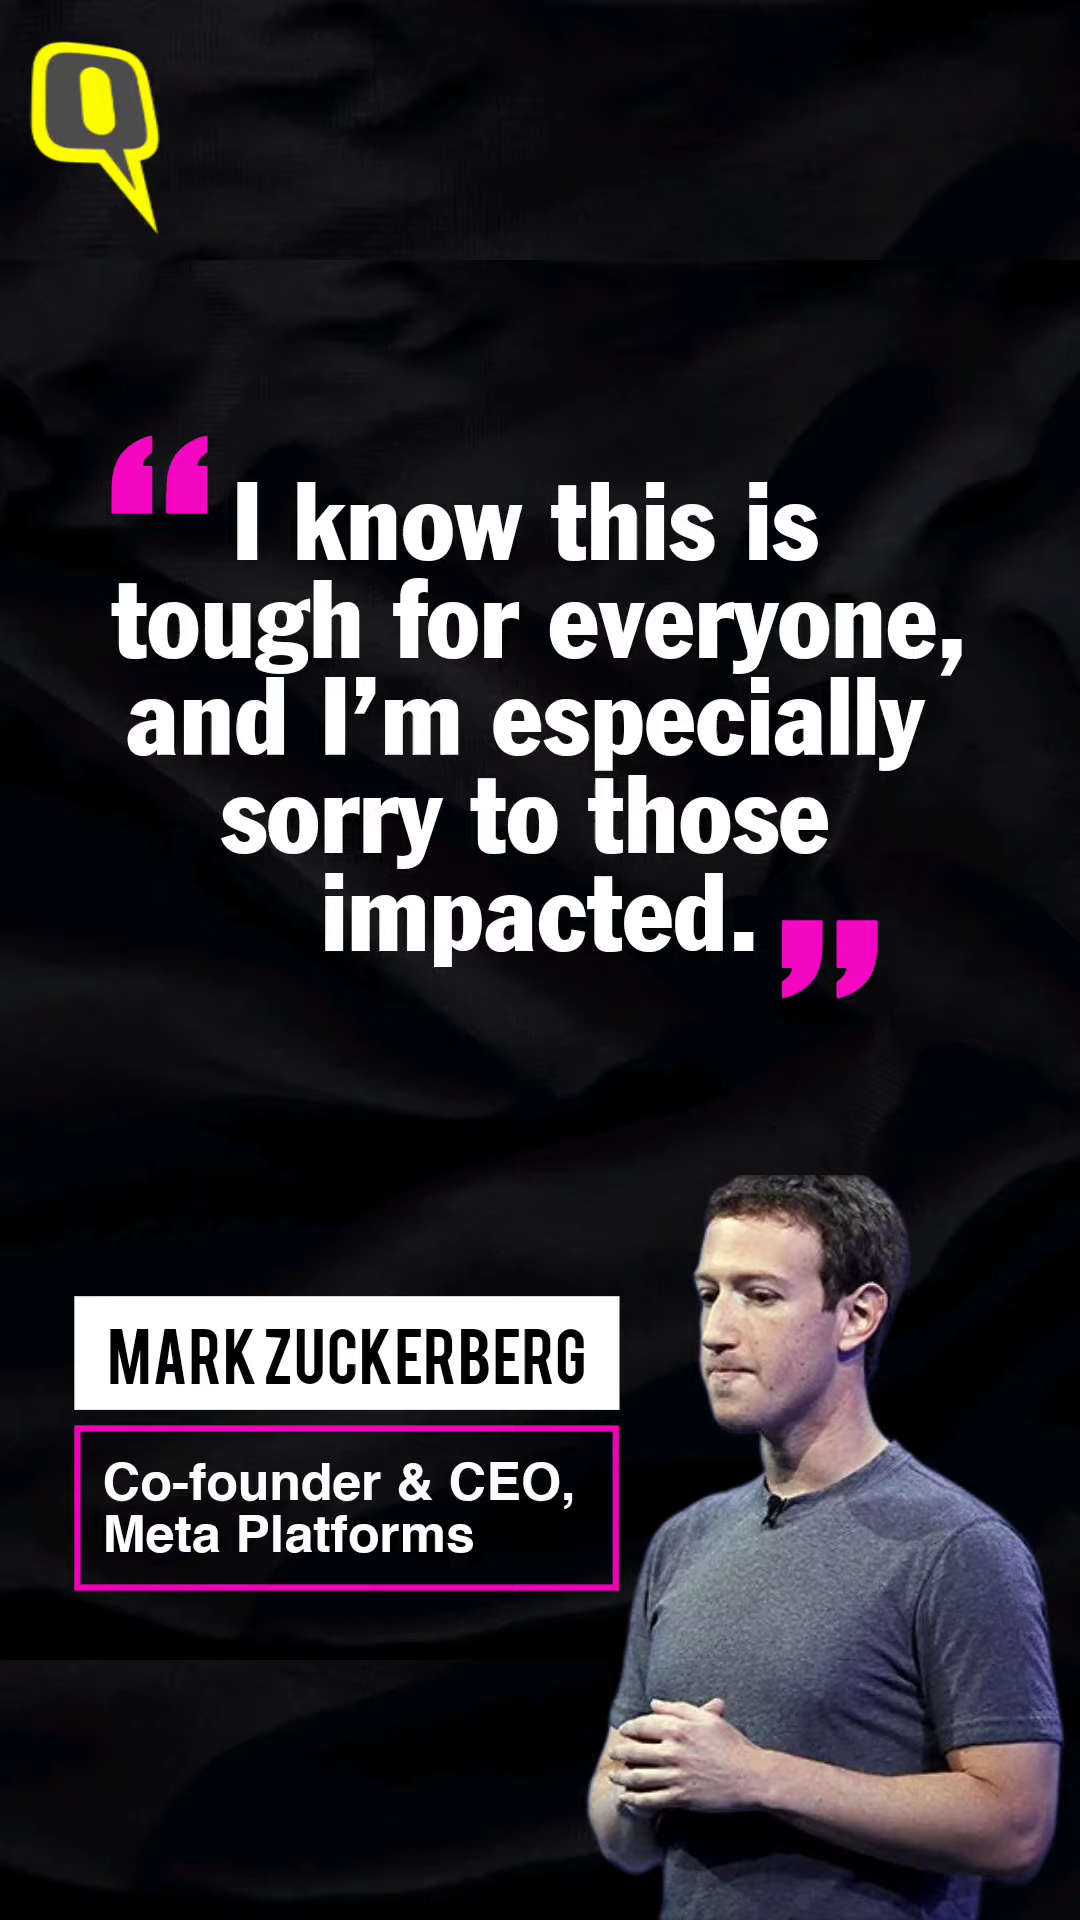 “I know this is
tough for everyone,
and I’m especially
sorry to those
impacted.”
MARK ZUCKERBERG
Co-founder & CEO,
Meta Platforms